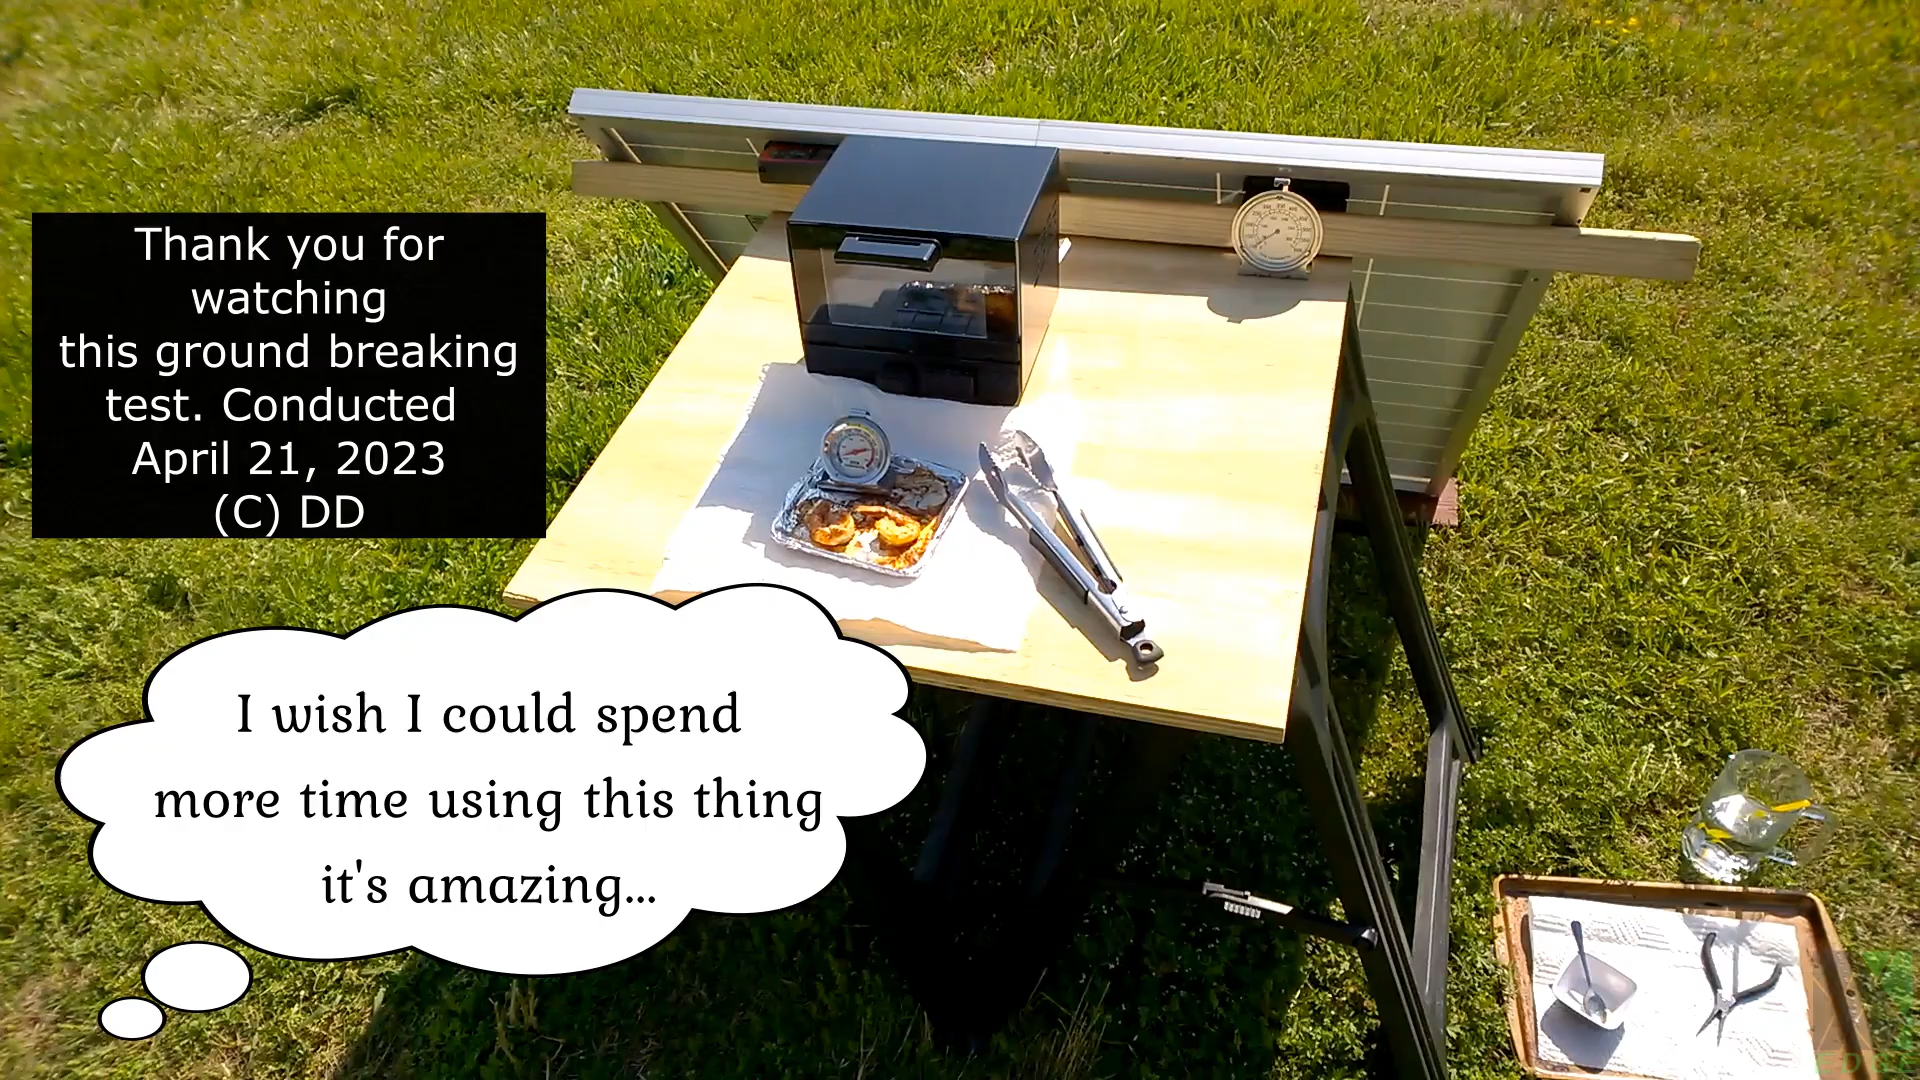 Thank you for
watching
this ground breaking
test. Conducted
April 21, 2023
(C) DD
I wish I could spend
more time using this thing
it's amazing...